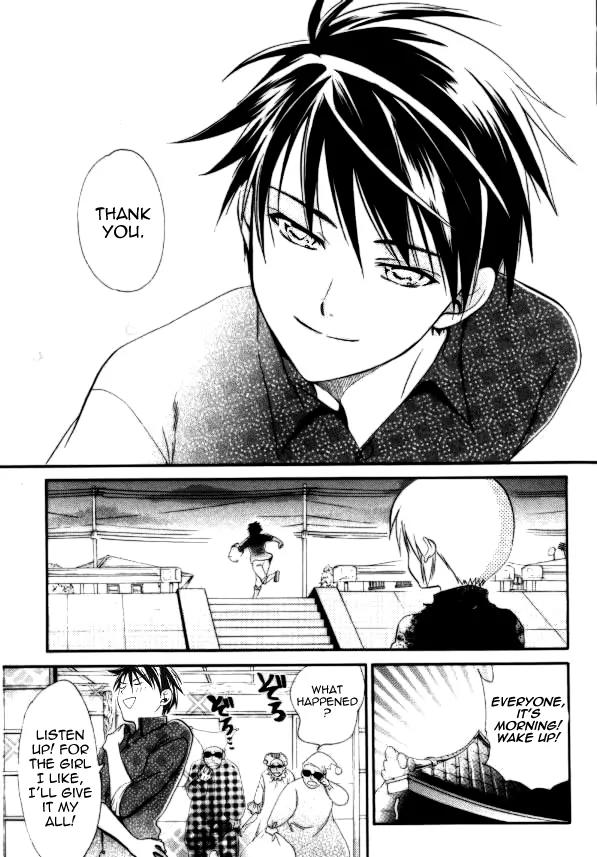 THANK
YOU.
EVERYONE,
IT'S
MORNING!
WAKE UP!
WHAT
HAPPENED
?
ぞろ
ぞろ
LISTEN
UP! FOR
THE GIRL
I LIKE,
I'LL GIVE
IT MY
ALL!